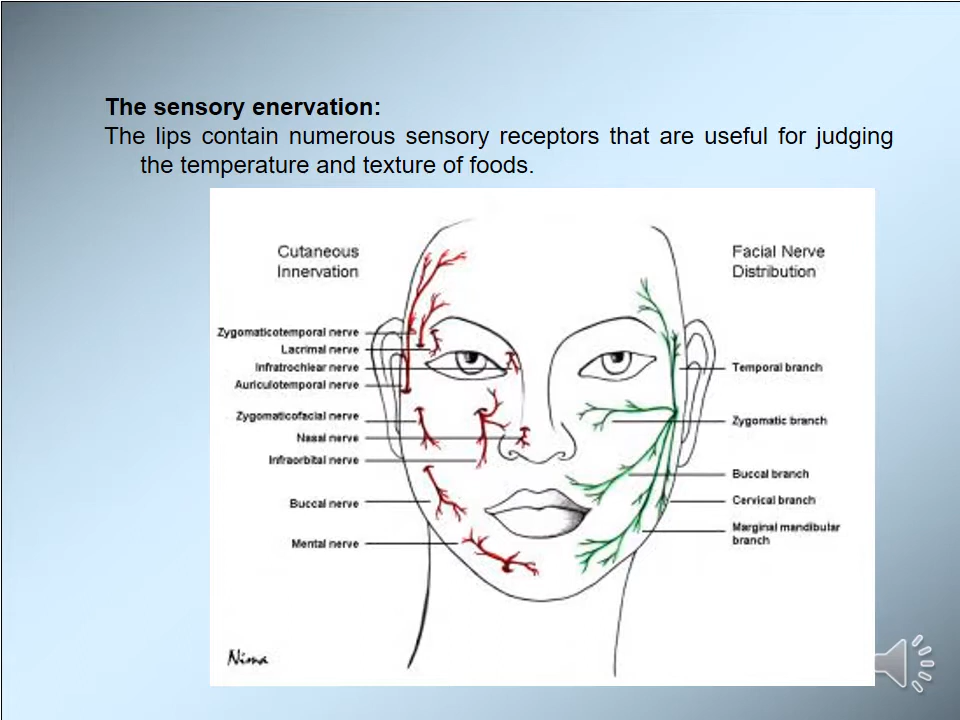 The sensory enervation:
The lips contain numerous sensory receptors that are useful for judging
the temperature and texture of foods.
Cutaneous
Innervation
Zygomaticotemporal nerve
Lacrimal nerve
Infratrochlear nerve
Auriculotemporal nerve
Zygomaticofacial nerve
Nasal nerve
Infraorbital nerve
Buccal nerve
Mental nerve
Facial Nerve
Distribution
Temporal branch
Zygomatic branch
Buccal branch
Cervical branch
Marginal mandibular
branch
Nima